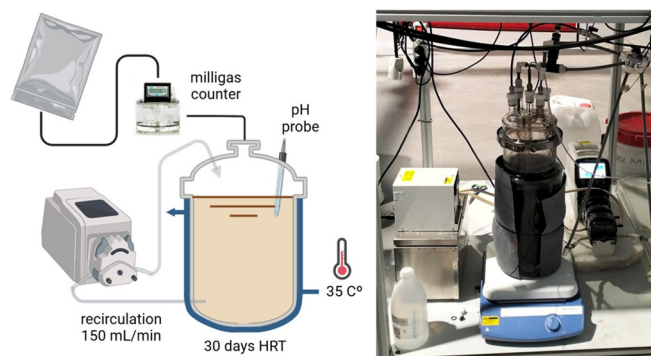 milligas
counter
pH
probe
35 Cº
recirculation
150 mL/min
30 days HRT